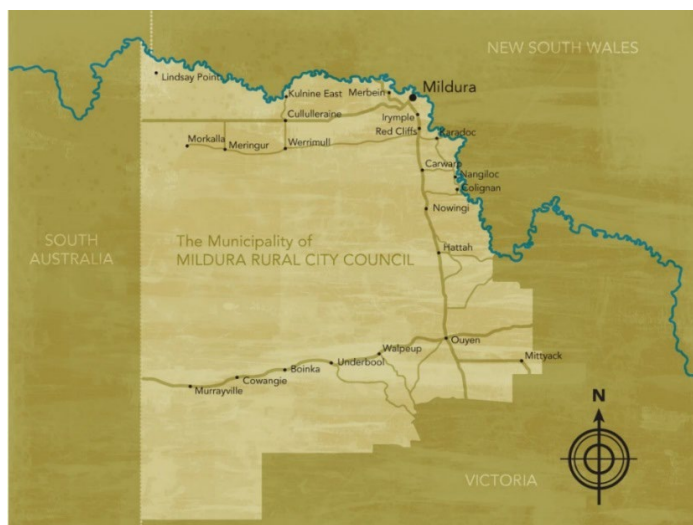 NEW SOUTH WALES
Lindsay Point
Kulnine East
Merbein
Mildura
Cullulleraine
Irymple
Red Cliffs
Karadoc
Morkalla
Meringur
Werrimull
Carwarp
Nangiloc
Colignan
Nowingi
SOUTH
AUSTRALIA
The Municipality of
MILDURA RURAL CITY COUNCIL
Hattah
Ouyen
Walpeup
Mittyack
Underbool
Boinka
Cowangie
Murrayville
N
VICTORIA